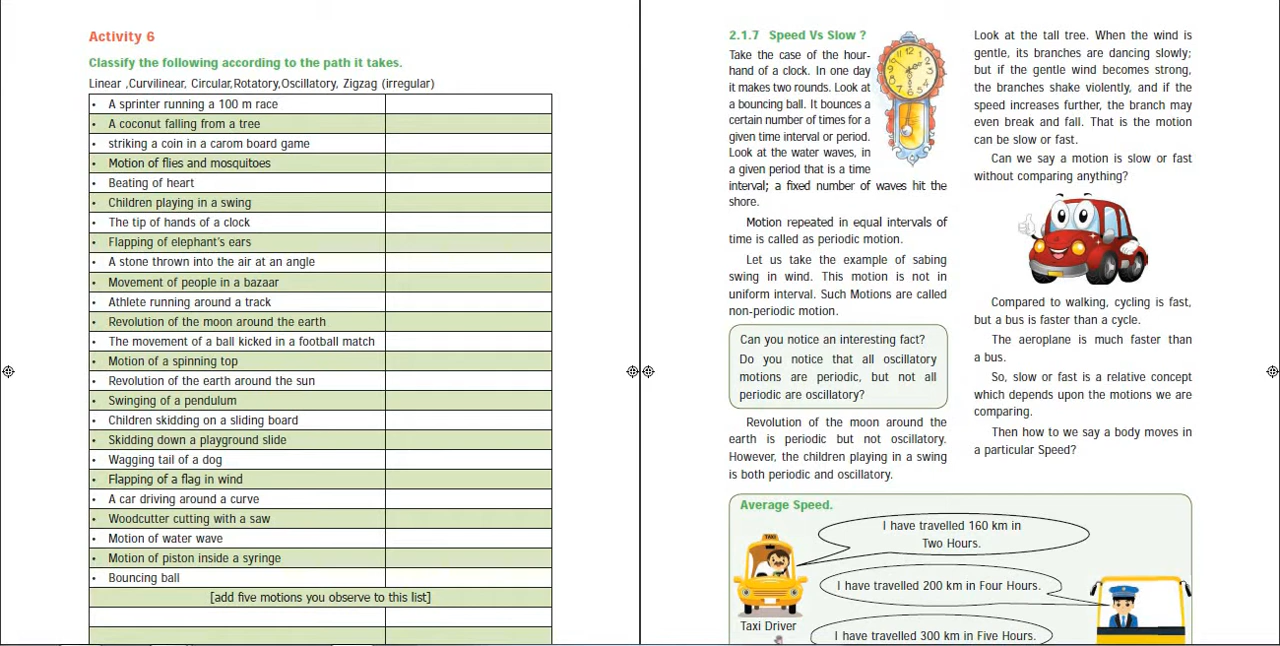 Activity 6
Classify the following according to the path it takes.
Linear ,Curvilinear, Circular,Rotatory,Oscillatory, Zigzag (irregular)
• A sprinter running a 100 m race
• A coconut falling from a tree
• striking a coin in a carom board game
• Motion of flies and mosquitoes
• Beating of heart
• Children playing in a swing
• The tip of hands of a clock
• Flapping of elephant's ears
• A stone thrown into the air at an angle
• Movement of people in a bazaar
• Athlete running around a track
• Revolution of the moon around the earth
• The movement of a ball kicked in a football match
• Motion of a spinning top
• Revolution of the earth around the sun
• Swinging of a pendulum
• Children skidding on a sliding board
• Skidding down a playground slide
• Wagging tail of a dog
• Flapping of a flag in wind
• A car driving around a curve
• Woodcutter cutting with a saw
• Motion of water wave
• Motion of piston inside a syringe
• Bouncing ball
[add five motions you observe to this list]
2.1.7 Speed Vs Slow ?
Take the case of the hour-
hand of a clock. In one day
it makes two rounds. Look at
a bouncing ball. It bounces a
certain number of times for a
given time interval or period.
Look at the water waves, in
a given period that is a time
interval; a fixed number of waves hit the
shore.
Motion repeated in equal intervals of
time is called as periodic motion.
Let us take the example of sabing
swing in wind. This motion is not in
uniform interval. Such Motions are called
non-periodic motion.
Can you notice an interesting fact?
Do you notice that all oscillatory
motions are periodic, but not all
periodic are oscillatory?
Revolution of the moon around the
earth is periodic but not oscillatory.
However, the children playing in a swing
is both periodic and oscillatory.
Look at the tall tree. When the wind is
gentle, its branches are dancing slowly;
but if the gentle wind becomes strong,
the branches shake violently, and if the
speed increases further, the branch may
even break and fall. That is the motion
can be slow or fast.
Can we say a motion is slow or fast
without comparing anything?
Compared to walking, cycling is fast,
but a bus is faster than a cycle.
The aeroplane is much faster than
a bus.
So, slow or fast is a relative concept
which depends upon the motions we are
comparing.
Then how to we say a body moves in
a particular Speed?
Average Speed.
I have travelled 160 km in
Two Hours.
TAXI
I have travelled 200 km in Four Hours.
Taxi Driver
I have travelled 300 km in Five Hours.